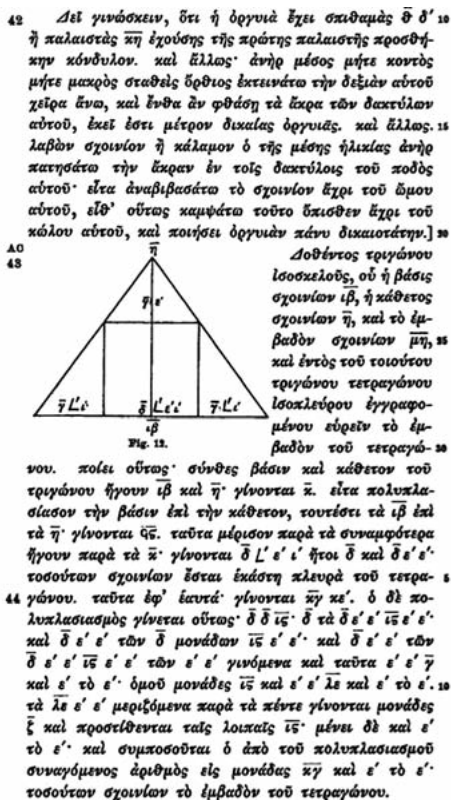 42 Δεῖ γινώσκειν, ὅτι ἡ ὀργυιὰ ἔχει σπιθαμὰς θ̅ δ′ 10
ἢ παλαιστὰς κ̅η̅ ἐχούσης τῆς πρώτης παλαιστῆς προσθή-
κην κόνδυλον. καὶ ἄλλως· ἀνὴρ μέσος μήτε κοντὸς
μήτε μακρὸς σταθεὶς ὄρθιος ἐκτεινάτω τὴν δεξιὰν αὐτοῦ
χεῖρα ἄνω, καὶ ἔνθα ἂν φθάσῃ τὰ ἄκρα τῶν δακτύλων
αὐτοῦ, ἐκεῖ ἐστι μέτρον δικαίας ὀργυιᾶς. καὶ ἄλλως. 15
λαβὼν σχοινίον ἢ κάλαμον ὁ τῆς μέσης ἡλικίας ἀνὴρ
πατησάτω τὴν ἄκραν ἐν τοῖς δακτύλοις τοῦ ποδὸς
αὐτοῦ· εἶτα ἀναβιβασάτω τὸ σχοινίον ἄχρι τοῦ ὤμου
αὐτοῦ, εἶθ’ οὕτως καμψάτω τοῦτο ὄπισθεν ἄχρι τοῦ
κώλου αὐτοῦ, καὶ ποιήσει ὀργυιὰν πάνυ δικαιοτάτην.] 20
AC
43
η̅
γ̅ ε′
γ̅ 𐅵′ ι′
δ̅ 𐅵′ ε′ ι′
γ̅ 𐅵′ ι′
ι̅β̅
Fig. 12.
Δοθέντος τριγώνου
ἰσοσκελοῦς, οὗ ἡ βάσις
σχοινίων ι̅β̅, ἡ κάθετος
σχοινίων η̅, καὶ τὸ ἐμ-
βαδὸν σχοινίων μ̅η̅, 25
καὶ ἐντὸς τοῦ τοιούτου
τριγώνου τετραγώνου
ἰσοπλεύρου ἐγγραφο-
μένου εὑρεῖν τὸ ἐμ-
βαδὸν τοῦ τετραγώ- 30
νου. ποίει οὕτως· σύνθες βάσιν καὶ κάθετον τοῦ
τριγώνου ἤγουν ι̅β̅ καὶ η̅· γίνονται κ̅. εἶτα πολυπλα-
σίασον τὴν βάσιν ἐπὶ τὴν κάθετον, τουτέστι τὰ ι̅β̅ ἐπὶ
τὰ η̅· γίνονται ϟ̅ϛ̅. ταῦτα μέρισον παρὰ τὰ συναμφότερα
ἤγουν παρὰ τὰ κ̅· γίνονται δ̅ 𐅵′ ε′ ι′ ἤτοι δ̅ καὶ δ̅ ε′ ε′·
τοσούτων σχοινίων ἔσται ἑκάστη πλευρὰ τοῦ τετρα- 5
44 γώνου. ταῦτα ἐφ’ ἑαυτά· γίνονται κ̅γ̅ κε′. ὁ δὲ πο-
λυπλασιασμὸς γίνεται οὕτως· δ̅ δ̅ ι̅ϛ̅· δ̅ τὰ δ̅ ε′ ε′ ι̅ϛ̅ ε′ ε′·
καὶ δ̅ ε′ ε′ τῶν δ̅ μονάδων ι̅ϛ̅ ε′ ε′· καὶ δ̅ ε′ ε′ τῶν
δ̅ ε′ ε′ ι̅ϛ̅ ε′ ε′ τῶν ε′ ε′ γινόμενα καὶ ταῦτα ε′ ε′ γ̅
καὶ ε′ τὸ ε′· ὁμοῦ μονάδες ι̅ϛ̅ καὶ ε′ ε′ λ̅ε̅ καὶ ε′ τὸ ε′. 10
τὰ λ̅ε̅ ε′ ε′ μεριζόμενα παρὰ τὰ πέντε γίνονται μονάδες
ζ̅ καὶ προστίθενται ταῖς λοιπαῖς ι̅ϛ̅· μένει δὲ καὶ ε′
τὸ ε′· καὶ συμποσοῦται ὁ ἀπὸ τοῦ πολυπλασιασμοῦ
συναγόμενος ἀριθμὸς εἰς μονάδας κ̅γ̅ καὶ ε′ τὸ ε′·
τοσούτων σχοινίων τὸ ἐμβαδὸν τοῦ τετραγώνου.